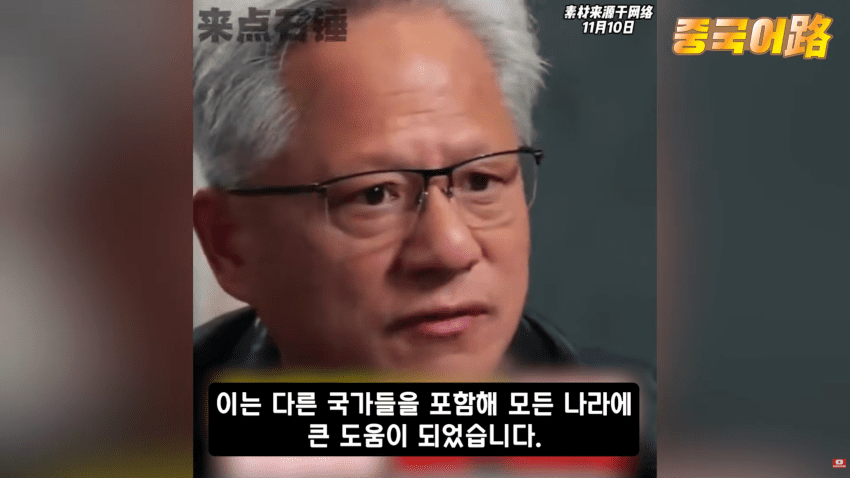 来点石锤
素材来源于网络
11月10日
중국어路
이는 다른 국가들을 포함해 모든 나라에
큰 도움이 되었습니다.